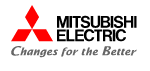 MITSUBISHI
ELECTRIC
Changes for the Better